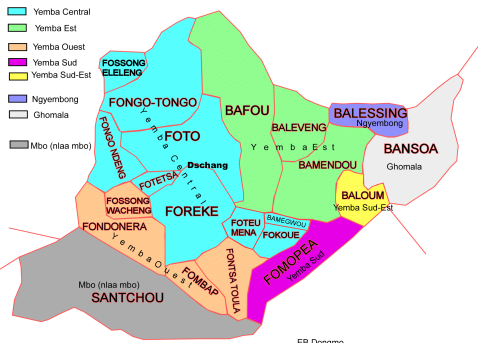 Yemba Central
Yemba Est
Yemba Ouest
Yemba Sud
Yemba Sud-Est
Ngyembong
Ghomala
Mbo (nlaa mbo)
FOSSONG
ELELENG
FONGO-TONGO
BAFOU
BALESSING
Ngyembong
BALEVENG
FONGO NDENG
FOTO
Yemba Central
Yemba Est
BANSOA
Ghomala
Dschang
BAMENDOU
FOTETSA
BALOUM
Yemba Sud-Est
FOSSONG
WACHENG
FOREKE
BAMEGWOU
FOTEU
MENA
FOKOUE
FONDONERA
Yemba Ouest
FOMOPEA
Yemba Sud
FONTSA TOULA
FOMBAP
Mbo (nlaa mbo)
SANTCHOU